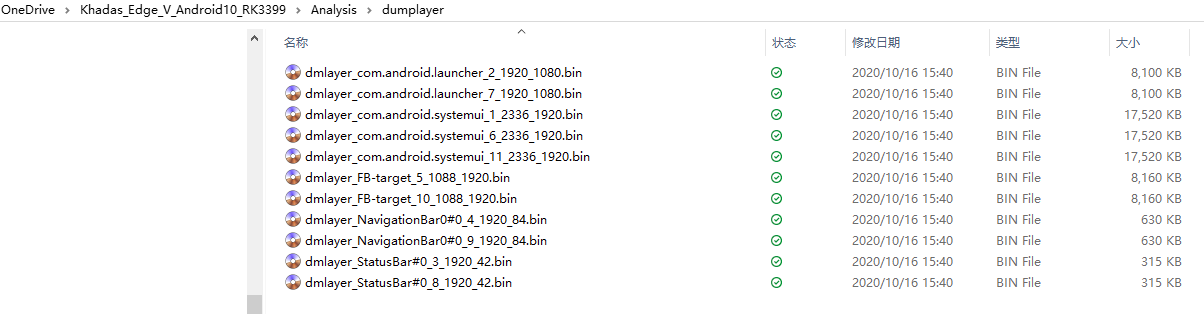 OneDrive > Khadas_Edge_V_Android10_RK3399 > Analysis > dumplayer
名称 状态 修改日期 类型 大小
dmlayer_com.android.launcher_2_1920_1080.bin 2020/10/16 15:40 BIN File 8,100 KB
dmlayer_com.android.launcher_7_1920_1080.bin 2020/10/16 15:40 BIN File 8,100 KB
dmlayer_com.android.systemui_1_2336_1920.bin 2020/10/16 15:40 BIN File 17,520 KB
dmlayer_com.android.systemui_6_2336_1920.bin 2020/10/16 15:40 BIN File 17,520 KB
dmlayer_com.android.systemui_11_2336_1920.bin 2020/10/16 15:40 BIN File 17,520 KB
dmlayer_FB-target_5_1088_1920.bin 2020/10/16 15:40 BIN File 8,160 KB
dmlayer_FB-target_10_1088_1920.bin 2020/10/16 15:40 BIN File 8,160 KB
dmlayer_NavigationBar0#0_4_1920_84.bin 2020/10/16 15:40 BIN File 630 KB
dmlayer_NavigationBar0#0_9_1920_84.bin 2020/10/16 15:40 BIN File 630 KB
dmlayer_StatusBar#0_3_1920_42.bin 2020/10/16 15:40 BIN File 315 KB
dmlayer_StatusBar#0_8_1920_42.bin 2020/10/16 15:40 BIN File 315 KB